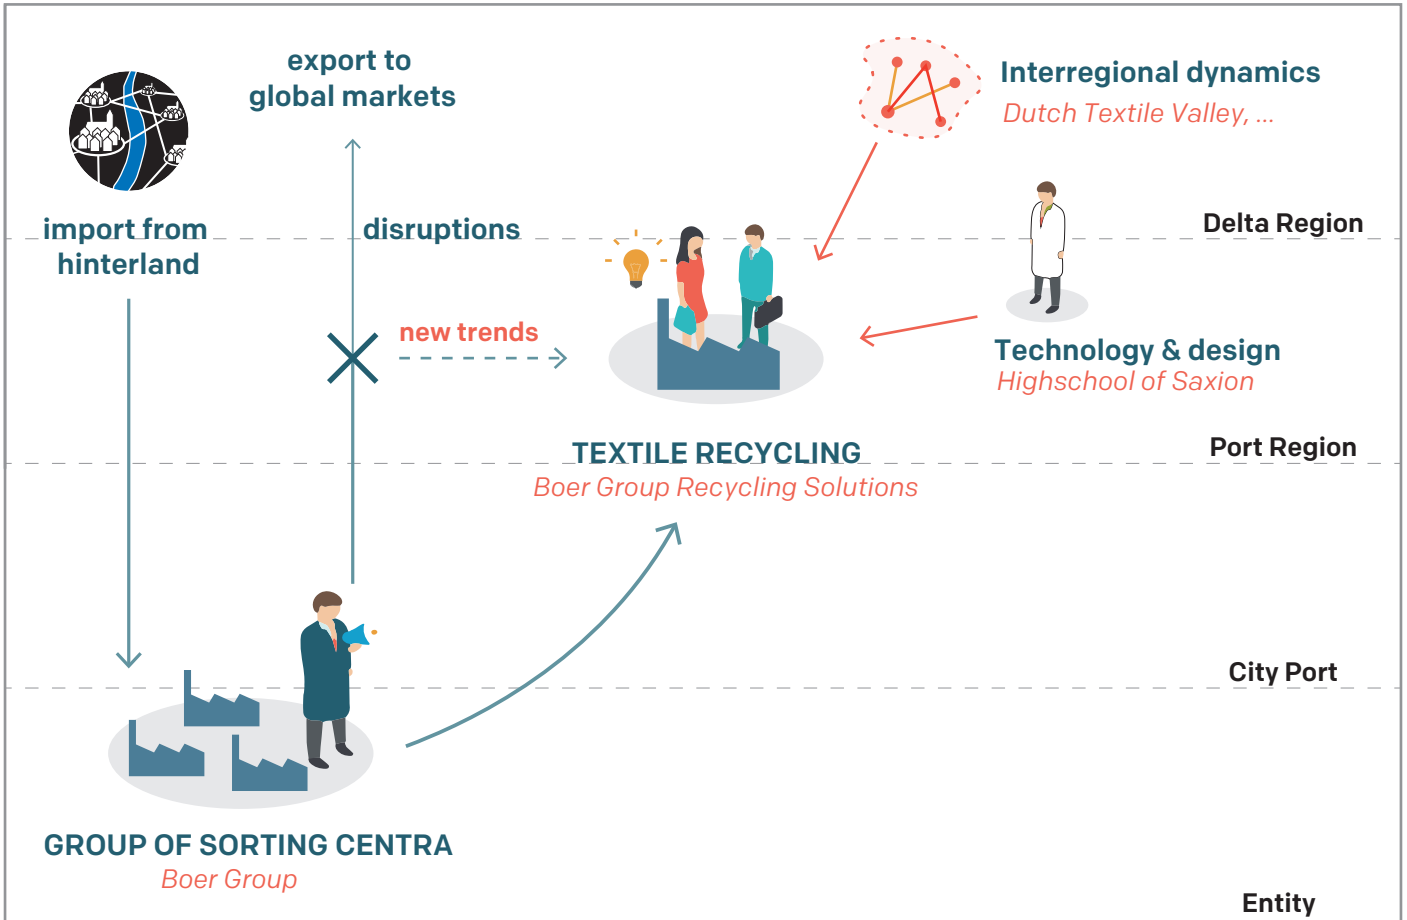 export to
global markets
Interregional dynamics
Dutch Textile Valley, ...
import from
hinterland
disruptions
Delta Region
new trends
Technology & design
Highschool of Saxion
TEXTILE RECYCLING
Boer Group Recycling Solutions
Port Region
City Port
GROUP OF SORTING CENTRA
Boer Group
Entity